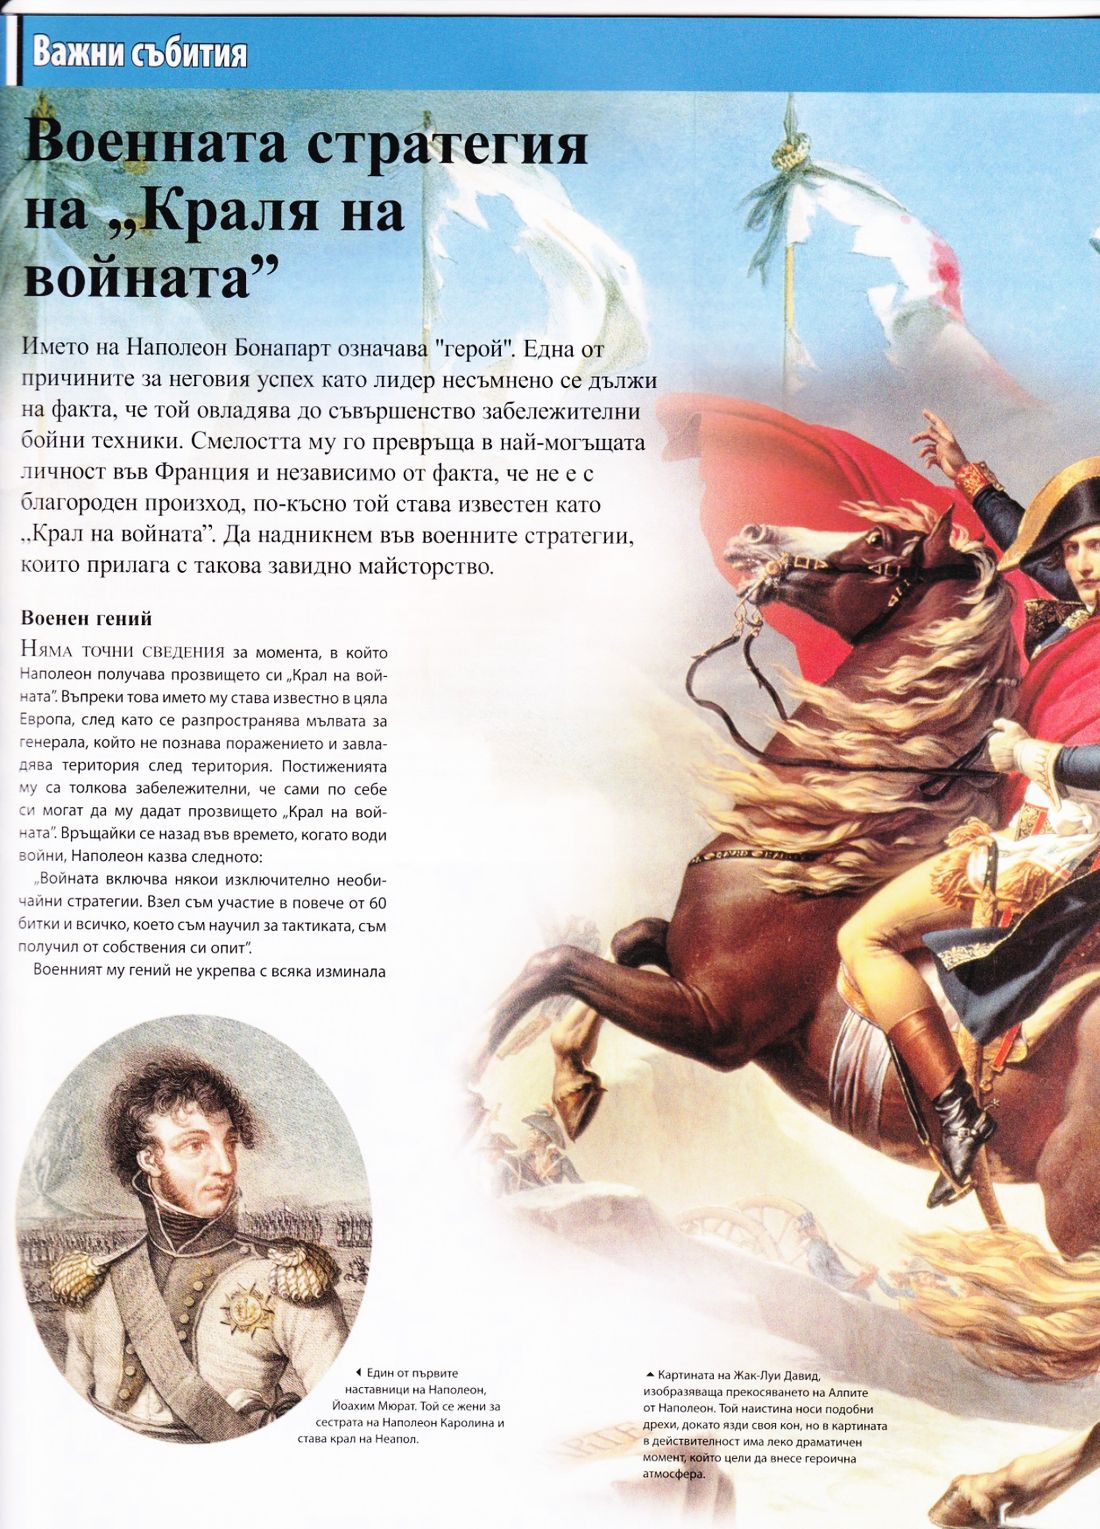 Важни събития
Военната стратегия
на „Краля на
войната”
Името на Наполеон Бонапарт означава "герой". Една от
причините за неговия успех като лидер несъмнено се дължи
на факта, че той овладява до съвършенство забележителни
бойни техники. Смелостта му го превръща в най-могъщата
личност във Франция и независимо от факта, че не е с
благороден произход, по-късно той става известен като
„Крал на войната”. Да надникнем във военните стратегии,
които прилага с такова завидно майсторство.
Военен гений
Няма точни сведения за момента, в който
Наполеон получава прозвището си „Крал на вой-
ната”. Въпреки това името му става известно в цяла
Европа, след като се разпространява мълвата за
генерала, който не познава поражението и завла-
дява територия след територия. Постиженията
му са толкова забележителни, че сами по себе
си могат да му дадат прозвището „Крал на вой-
ната”. Връщайки се назад във времето, когато води
войни, Наполеон казва следното:
„Войната включва някои изключително необи-
чайни стратегии. Взел съм участие в повече от 60
битки и всичко, което съм научил за тактиката, съм
получил от собствения си опит”.
Военният му гений не укрепва с всяка изминала
Един от първите
наставници на Наполеон,
Йоахим Мюрат. Той се жени за
сестрата на Наполеон Каролина и
става крал на Неапол.
Картината на Жак-Луи Давид,
изобразяваща прекосяването на Алпите
от Наполеон. Той наистина носи подобни
дрехи, докато язди своя кон, но в картината
в действителност има леко драматичен
момент, който цели да внесе героична
атмосфера.